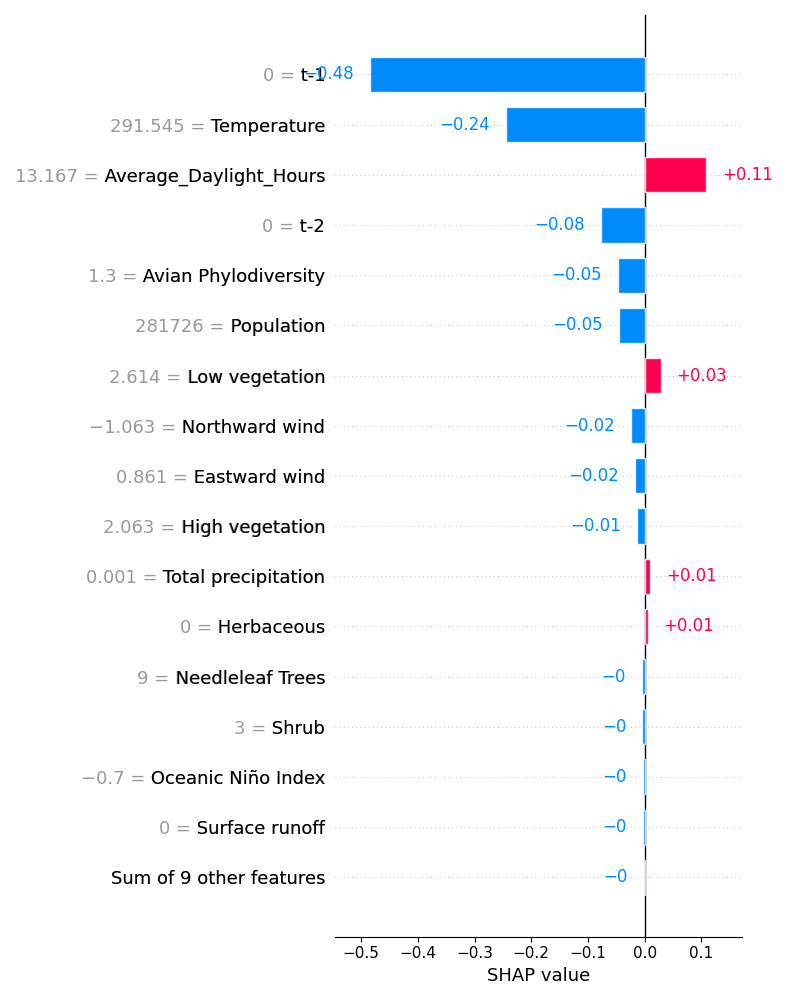 0 = t-1 −0.48
291.545 = Temperature −0.24
13.167 = Average_Daylight_Hours +0.11
0 = t-2 −0.08
1.3 = Avian Phylodiversity −0.05
281726 = Population −0.05
2.614 = Low vegetation +0.03
−1.063 = Northward wind −0.02
0.861 = Eastward wind −0.02
2.063 = High vegetation −0.01
0.001 = Total precipitation +0.01
0 = Herbaceous +0.01
9 = Needleleaf Trees −0
3 = Shrub −0
−0.7 = Oceanic Niño Index −0
0 = Surface runoff −0
Sum of 9 other features −0
−0.5 −0.4 −0.3 −0.2 −0.1 0.0 0.1
SHAP value